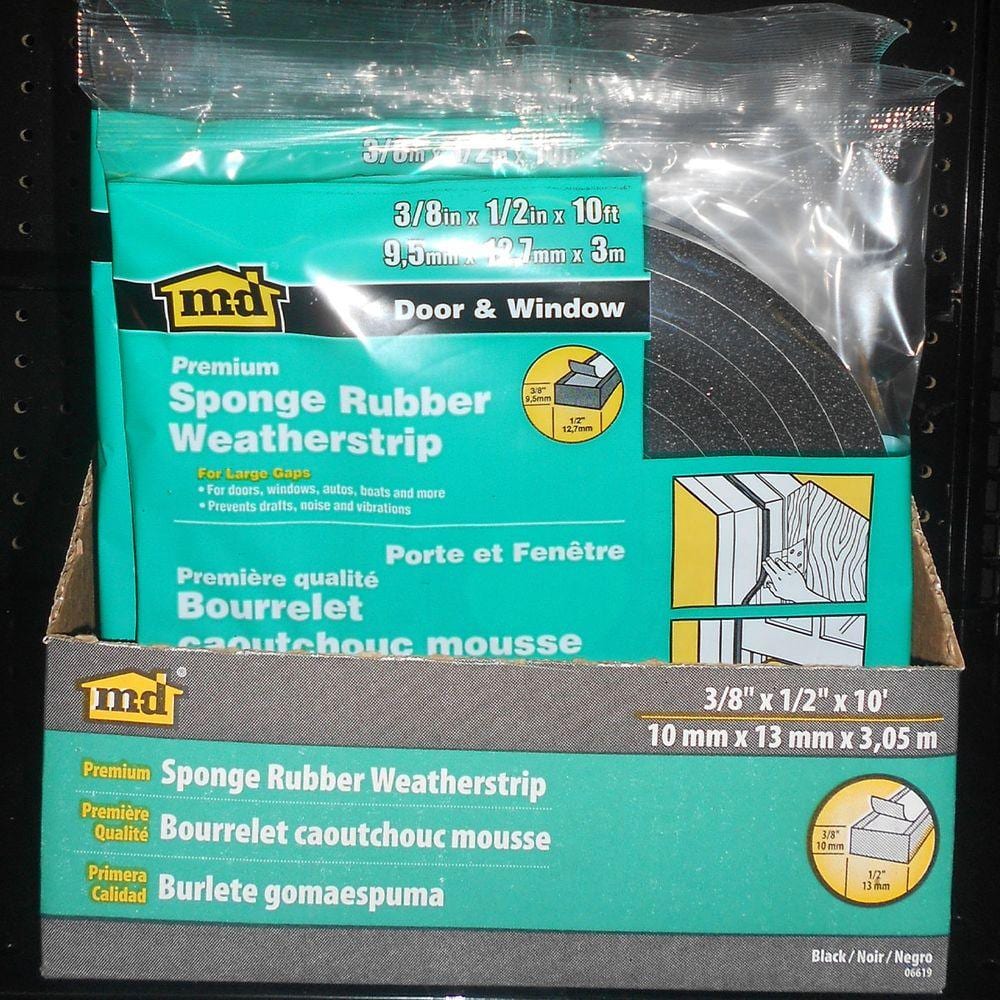 3/8in x 1/2in x 10ft
9,5mm x 12,7mm x 3m
m-d
Door & Window
Premium
Sponge Rubber
Weatherstrip
For Large Gaps
• For doors, windows, autos, boats and more
• Prevents drafts, noise and vibrations
3/8"
9,5mm
1/2"
12,7mm
Porte et Fenêtre
Première qualité
Bourrelet
caoutchouc mousse
m-d®
3/8" x 1/2" x 10'
10 mm x 13 mm x 3,05 m
Premium Sponge Rubber Weatherstrip
Première
Qualité Bourrelet caoutchouc mousse
Primera
Calidad Burlete gomaespuma
3/8"
10 mm
1/2"
13 mm
Black / Noir / Negro
06619